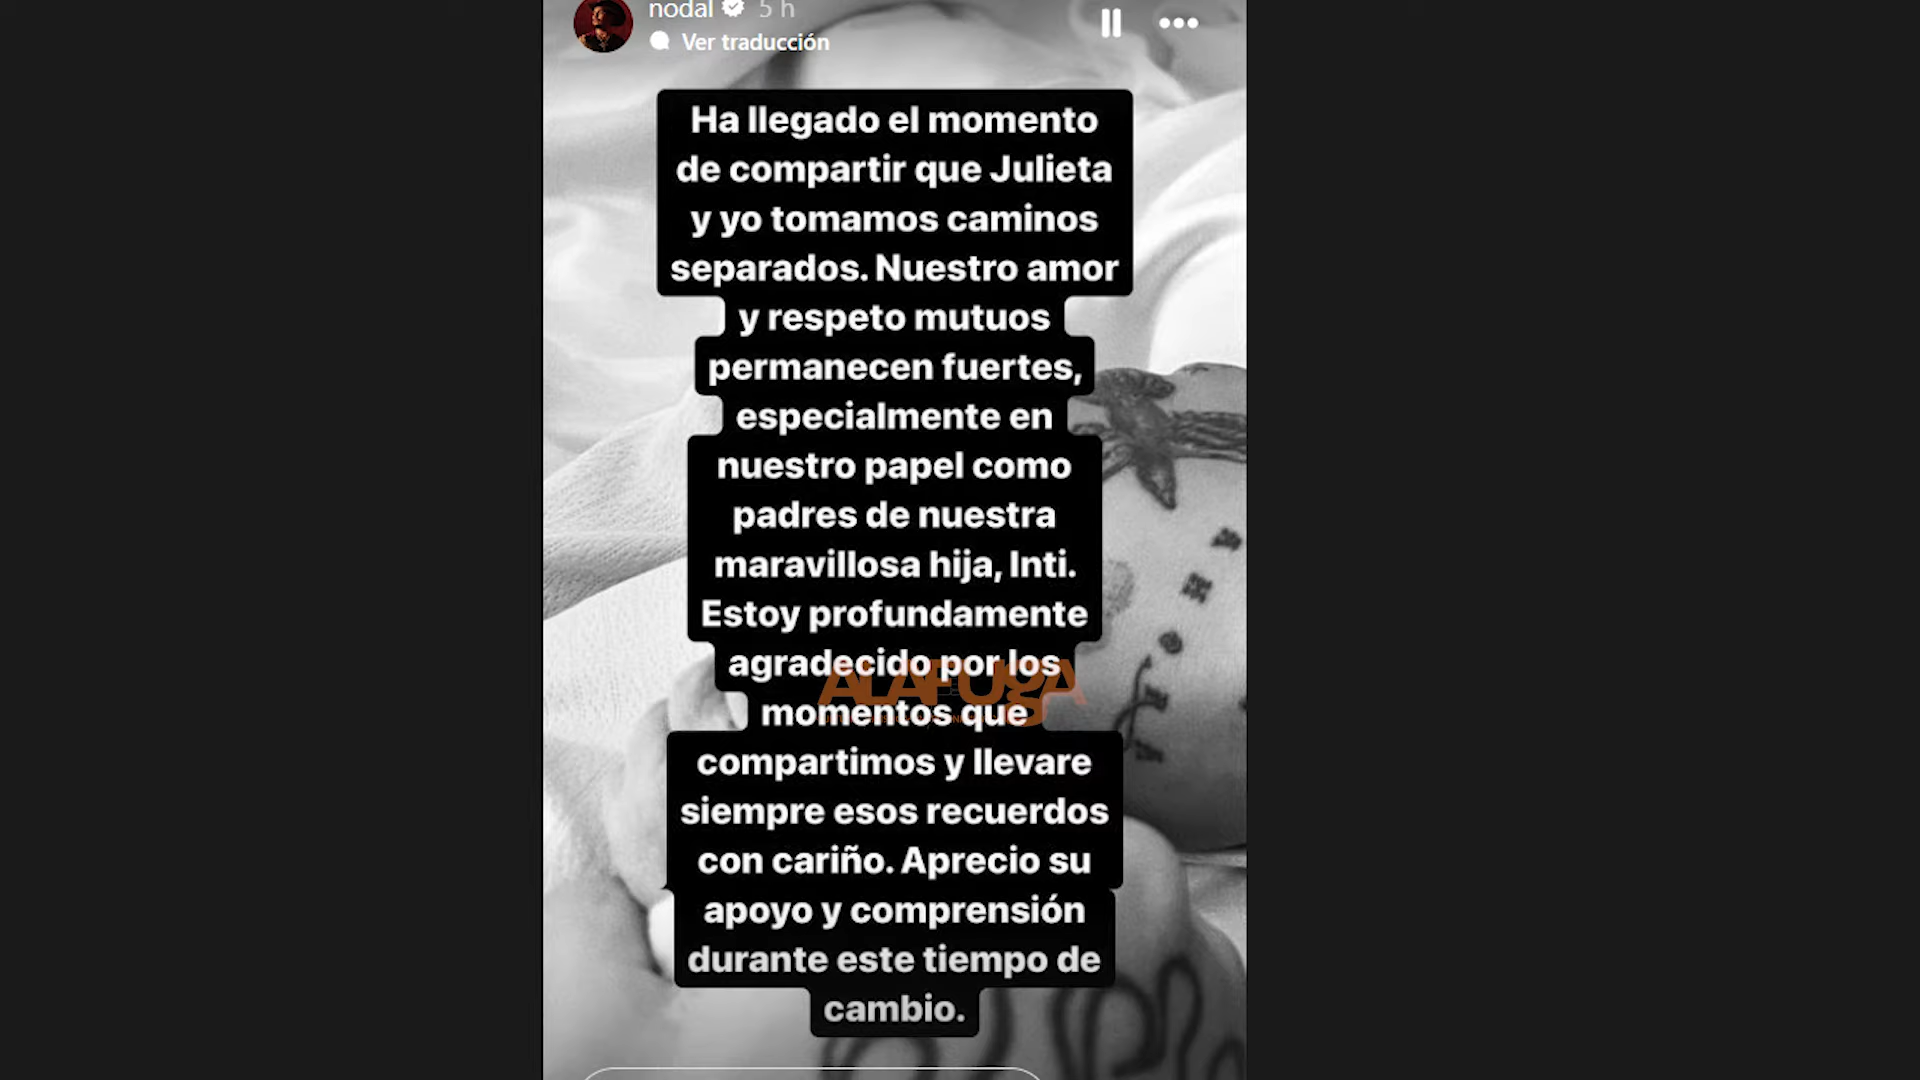 nodal 5 h
Ver traducción
Ha llegado el momento
de compartir que Julieta
y yo tomamos caminos
separados. Nuestro amor
y respeto mutuos
permanecen fuertes,
especialmente en
nuestro papel como
padres de nuestra
maravillosa hija, Inti.
Estoy profundamente
agradecido por los
momentos que
compartimos y llevare
siempre esos recuerdos
con cariño. Aprecio su
apoyo y comprensión
durante este tiempo de
cambio.
ALAFUgA